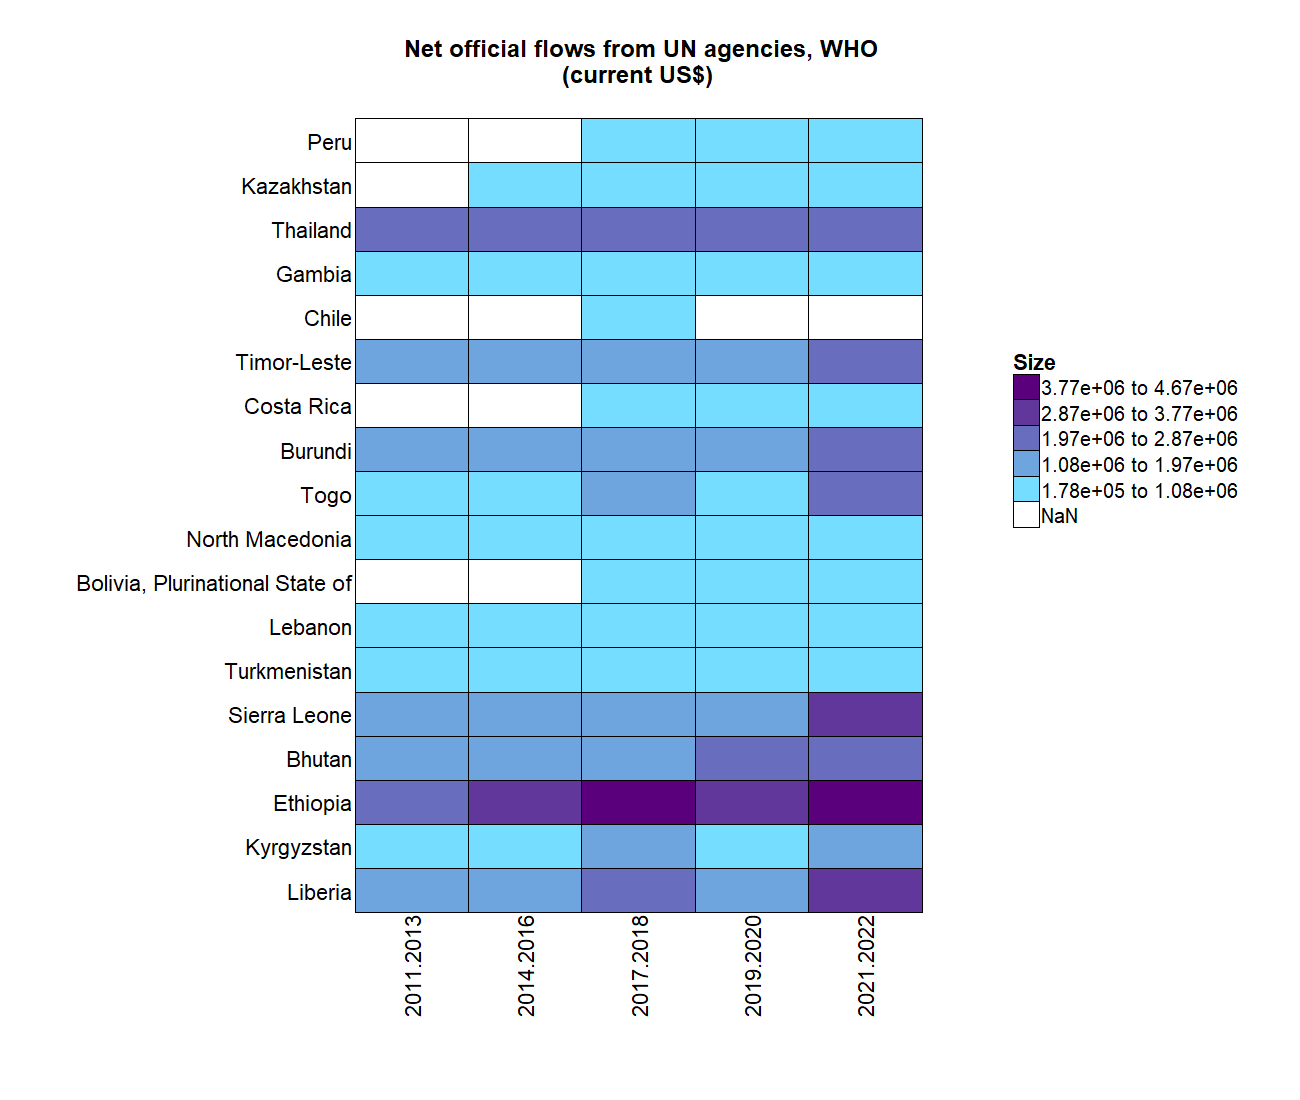 Net official flows from UN agencies, WHO
(current US$)
Peru
Kazakhstan
Thailand
Gambia
Chile
Timor-Leste
Costa Rica
Burundi
Togo
North Macedonia
Bolivia, Plurinational State of
Lebanon
Turkmenistan
Sierra Leone
Bhutan
Ethiopia
Kyrgyzstan
Liberia
2011.2013
2014.2016
2017.2018
2019.2020
2021.2022
Size
3.77e+06 to 4.67e+06
2.87e+06 to 3.77e+06
1.97e+06 to 2.87e+06
1.08e+06 to 1.97e+06
1.78e+05 to 1.08e+06
NaN